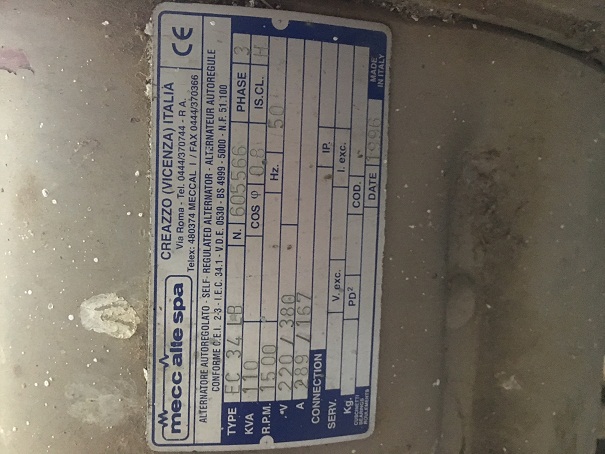 mecc alte spa
CREAZZO (VICENZA) ITALIA
Via Roma - Tel. 0444/370744 - R A.
Telex: 480374 MECCAL I / FAX 0444/370366
CE
ALTERNATORE AUTOREGOLATO - SELF-REGULATED ALTERNATOR - ALTERNATEUR AUTOREGULE
CONFORME C.E.I. 2-3 - I.E.C. 34.1 - V.D.E. 0530 - BS 4999 - 5000 - N.F. 51.100
TYPE EC 34 LB N. 605566 PHASE 3
KVA 110 COS φ 0,8 IS.CL. H
R.P.M. 1500 Hz. 50
V 220/380
A 289/167
CONNECTION
SERV. IP.
V. exc. I. exc.
Kg. PD² COD.
CUSCINETTI
BEARINGS
ROULEMENTS
DATE 1996
MADE
IN ITALY